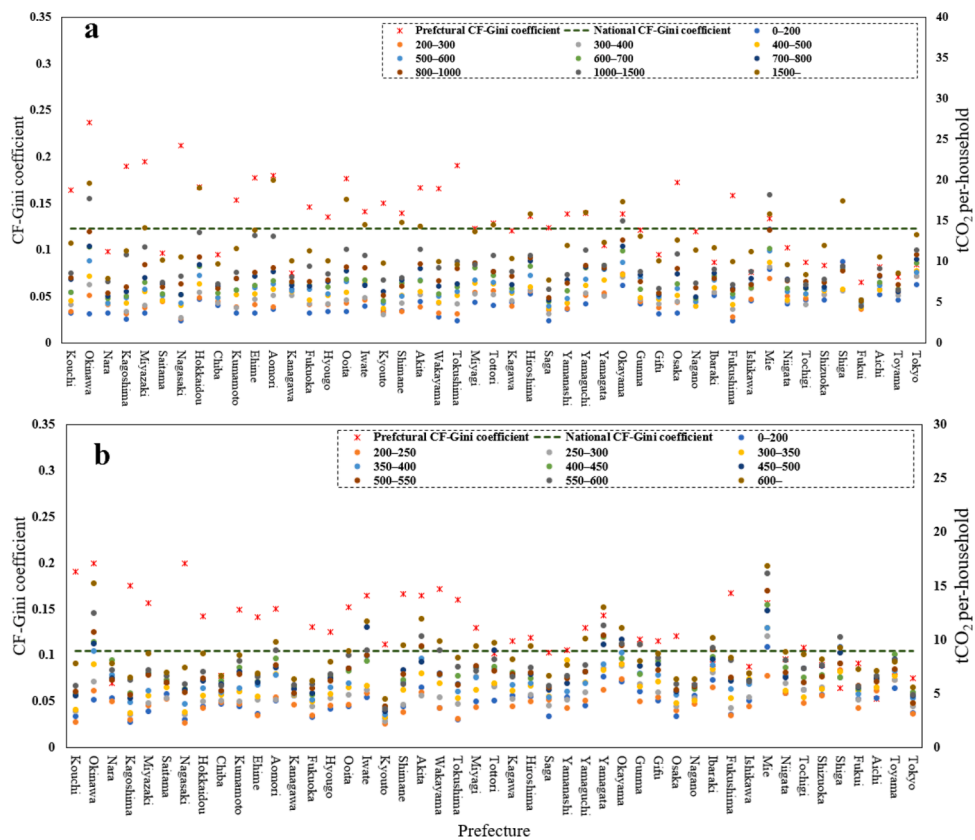 a
0.35
0.3
0.25
0.2
0.15
0.1
0.05
0
CF-Gini coefficient
Prefctural CF-Gini coefficient
National CF-Gini coefficient
0–200
200–300
300–400
400–500
500–600
600–700
700–800
800–1000
1000–1500
1500–
40
35
30
25
20
15
10
5
0
tCO2 per-household
Kouchi
Okinawa
Nara
Kagoshima
Miyazaki
Saitama
Nagasaki
Hokkaidou
Chiba
Kumamoto
Ehime
Aomori
Kanagawa
Fukuoka
Hyougo
Ooita
Iwate
Kyouto
Shimane
Akita
Wakayama
Tokushima
Miyagi
Tottori
Kagawa
Hiroshima
Saga
Yamanashi
Yamaguchi
Yamagata
Okayama
Gunma
Gifu
Osaka
Nagano
Ibaraki
Fukushima
Ishikawa
Mie
Niigata
Tochigi
Shizuoka
Shiga
Fukui
Aichi
Toyama
Tokyo
b
0.35
0.3
0.25
0.2
0.15
0.1
0.05
0
CF-Gini coefficient
Prefctural CF-Gini coefficient
National CF-Gini coefficient
0–200
200–250
250–300
300–350
350–400
400–450
450–500
500–550
550–600
600–
30
25
20
15
10
5
0
tCO2 per-household
Kouchi
Okinawa
Nara
Kagoshima
Miyazaki
Saitama
Nagasaki
Hokkaidou
Chiba
Kumamoto
Ehime
Aomori
Kanagawa
Fukuoka
Hyougo
Ooita
Iwate
Kyouto
Shimane
Akita
Wakayama
Tokushima
Miyagi
Tottori
Kagawa
Hiroshima
Saga
Yamanashi
Yamaguchi
Yamagata
Okayama
Gunma
Gifu
Osaka
Nagano
Ibaraki
Fukushima
Ishikawa
Mie
Niigata
Tochigi
Shizuoka
Shiga
Fukui
Aichi
Toyama
Tokyo
Prefecture